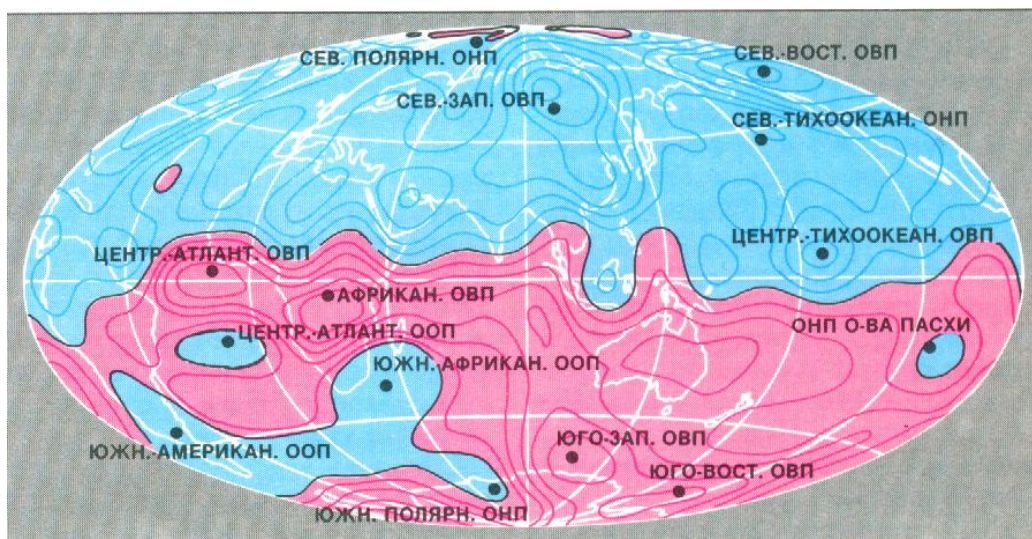 СЕВ. ПОЛЯРН. ОНП
СЕВ.-ВОСТ. ОВП
СЕВ.-ЗАП. ОВП
СЕВ.-ТИХООКЕАН. ОНП
ЦЕНТР.-АТЛАНТ. ОВП
ЦЕНТР.-ТИХООКЕАН. ОВП
АФРИКАН. ОВП
ЦЕНТР.-АТЛАНТ. ООП
ОНП О-ВА ПАСХИ
ЮЖН.-АФРИКАН. ООП
ЮЖН.-АМЕРИКАН. ООП
ЮГО-ЗАП. ОВП
ЮГО-ВОСТ. ОВП
ЮЖН. ПОЛЯРН. ОНП